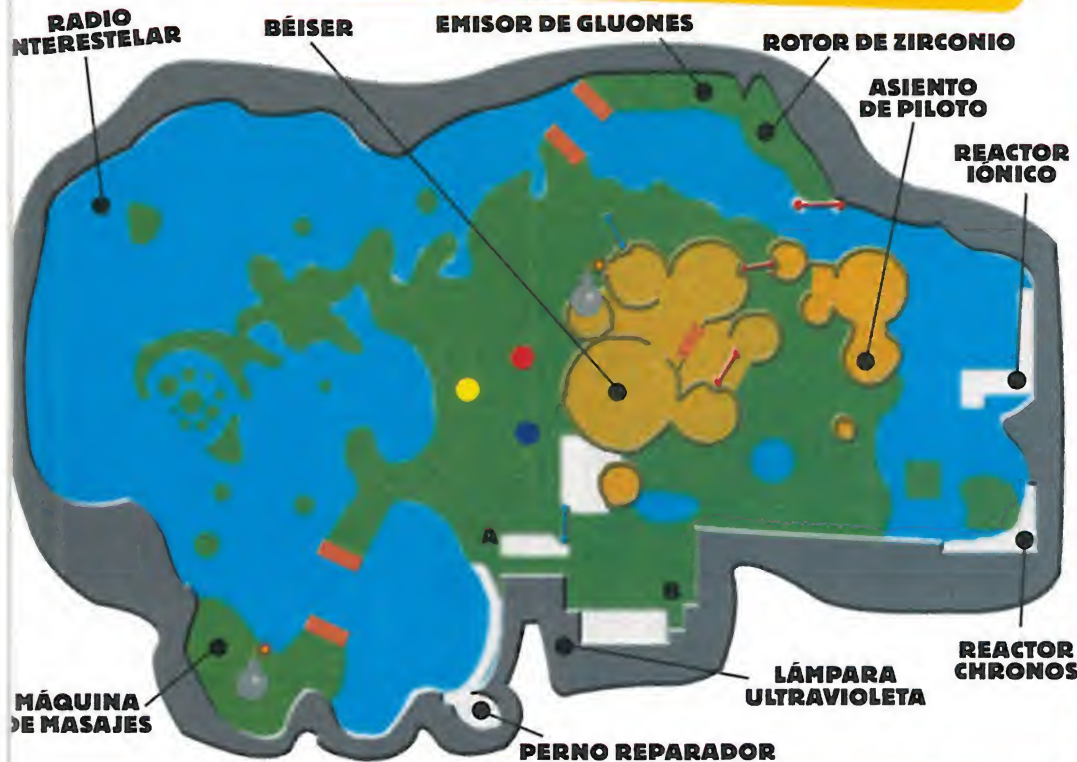 RADIO
NTERESTELAR
BÉISER
EMISOR DE GLUONES
ROTOR DE ZIRCONIO
ASIENTO
DE PILOTO
REACTOR
IÓNICO
A
B
MÁQUINA
DE MASAJES
PERNO REPARADOR
LÁMPARA
ULTRAVIOLETA
REACTOR
CHRONOS